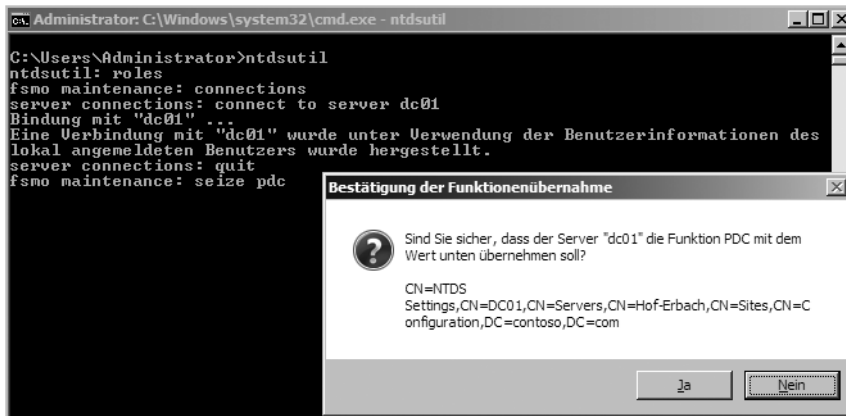 Administrator: C:\Windows\system32\cmd.exe - ntdsutil
C:\Users\Administrator>ntdsutil
ntdsutil: roles
fsmo maintenance: connections
server connections: connect to server dc01
Bindung mit "dc01" ...
Eine Verbindung mit "dc01" wurde unter Verwendung der Benutzerinformationen des
lokal angemeldeten Benutzers wurde hergestellt.
server connections: quit
fsmo maintenance: seize pdc
Bestätigung der Funktionenübernahme
Sind Sie sicher, dass der Server "dc01" die Funktion PDC mit dem
Wert unten übernehmen soll?
CN=NTDS
Settings,CN=DC01,CN=Servers,CN=Hof-Erbach,CN=Sites,CN=C
onfiguration,DC=contoso,DC=com
Ja Nein